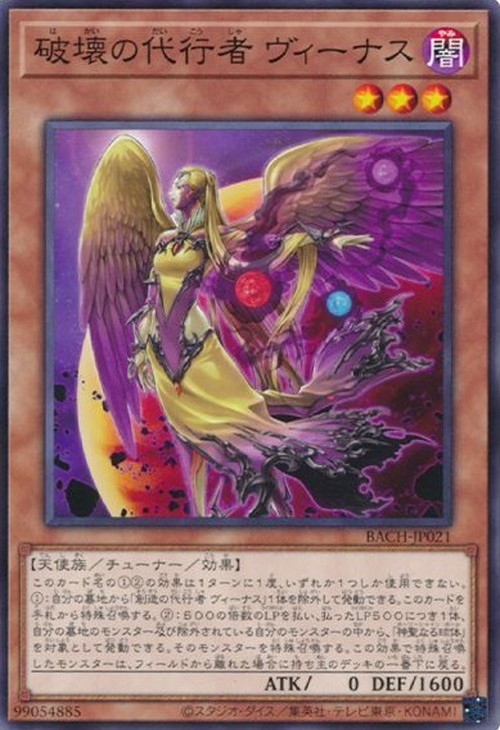 破壊の代行者 ヴィーナス
闇
BACH-JP021
【天使族/チューナー/効果】
このカード名の①②の効果は1ターンに1度、いずれか1つしか使用できない。
①:自分の墓地から「創造の代行者 ヴィーナス」1体を除外して発動できる。このカードを
手札から特殊召喚する。②:500の倍数のLPを払い、払ったLP500につき1体、
自分の墓地のモンスター及び除外されている自分のモンスターの中から、「神聖なる球体」
を対象として発動できる。そのモンスターを特殊召喚する。この効果で特殊召喚
したモンスターは、フィールドから離れた場合に持ち主のデッキの一番下に戻る。
ATK/ 0 DEF/1600
99054885 ©スタジオ・ダイス/集英社・テレビ東京・KONAMI